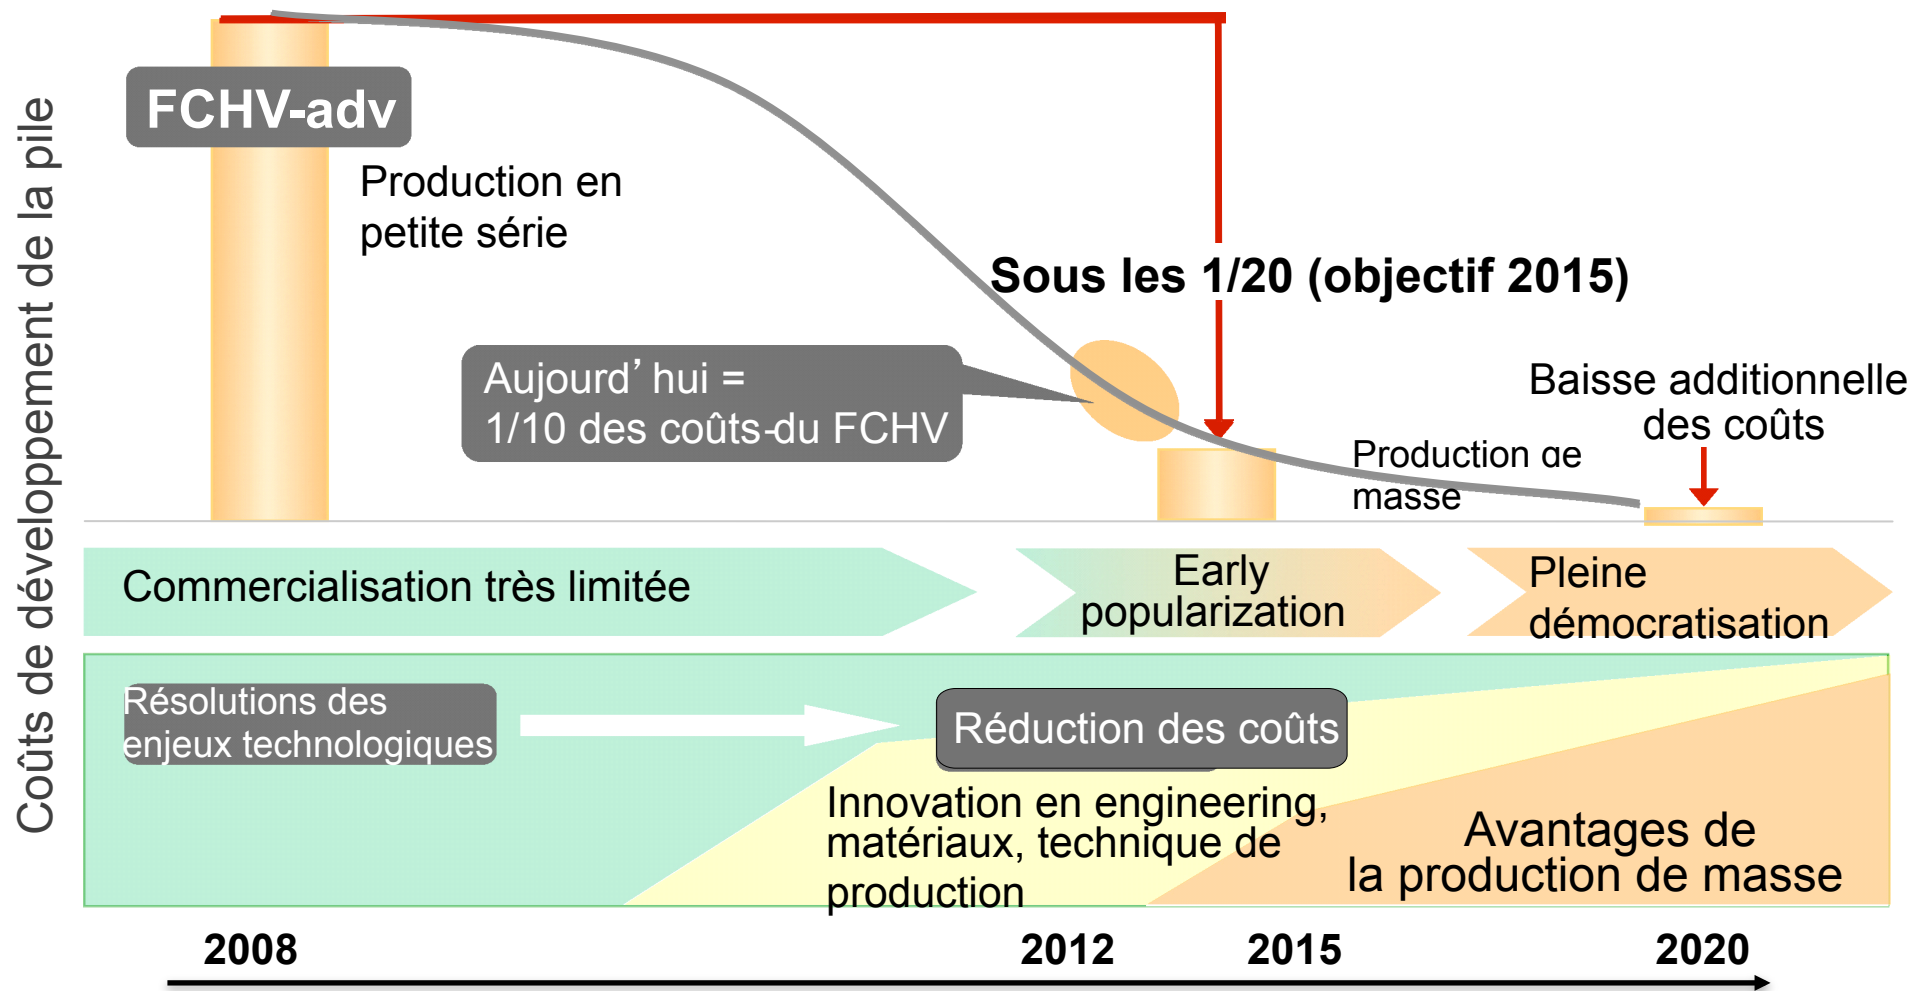 Coûts de développement de la pile
FCHV-adv
Production en
petite série
Sous les 1/20 (objectif 2015)
Aujourd’ hui =
1/10 des coûts-du FCHV
Baisse additionnelle
des coûts
Production de
masse
Commercialisation très limitée
Early
popularization
Pleine
démocratisation
Résolutions des
enjeux technologiques
Réduction des coûts
Innovation en engineering,
matériaux, technique de
production
Avantages de
la production de masse
2008
2012
2015
2020